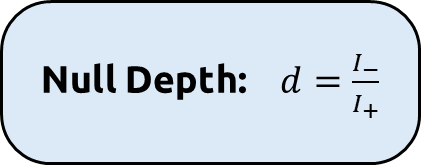 Null Depth: d = I₋/I₊